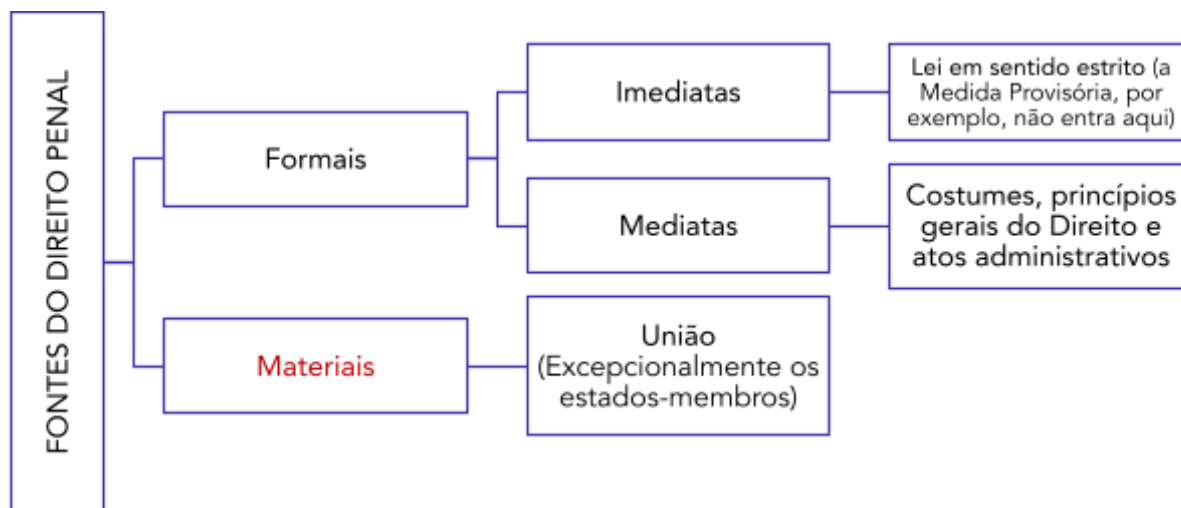 FONTES DO DIREITO PENAL
Formais
Imediatas
Lei em sentido estrito (a
Medida Provisória, por
exemplo, não entra aqui)
Mediatas
Costumes, princípios
gerais do Direito e
atos administrativos
Materiais
União
(Excepcionalmente os
estados-membros)